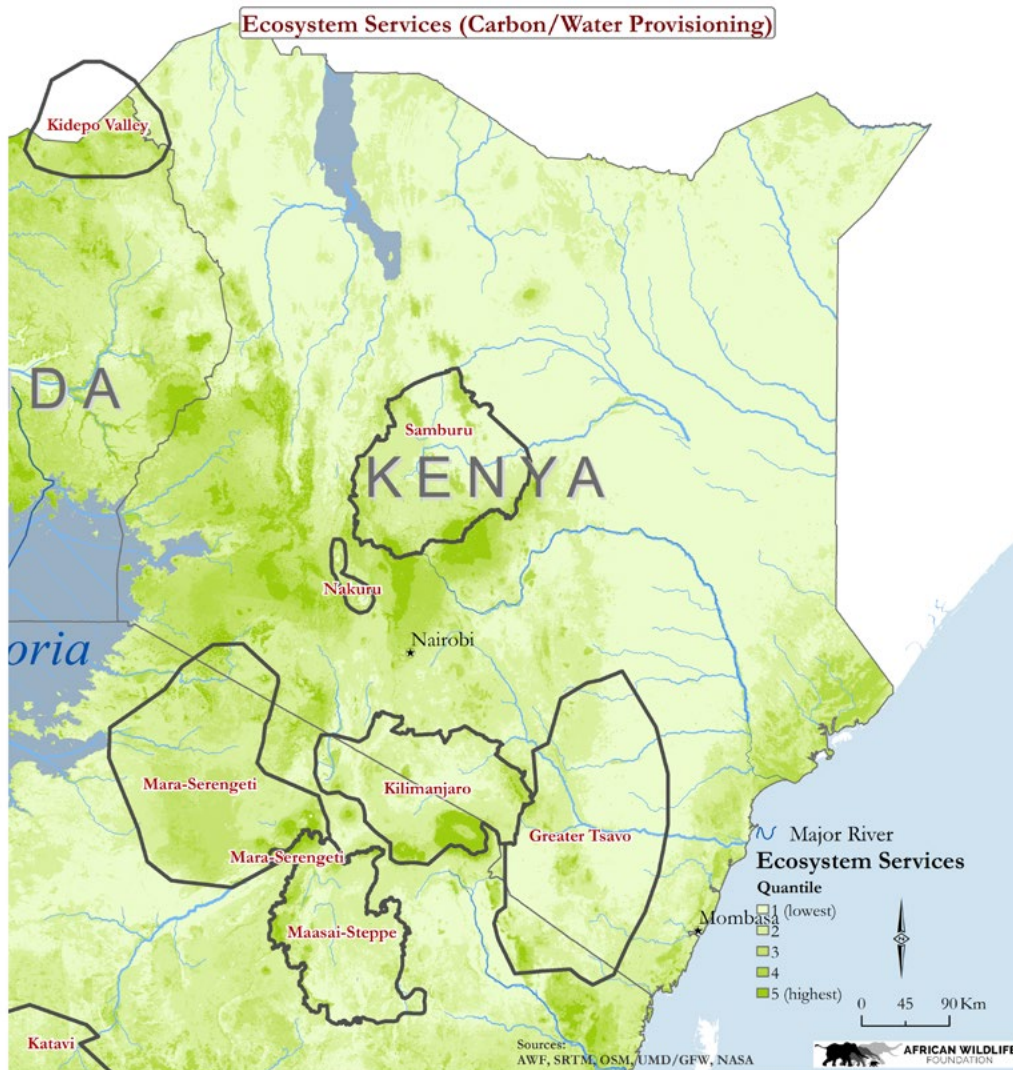 Ecosystem Services (Carbon/Water Provisioning)
Kidepo Valley
DA
Samburu
KENYA
Nakuru
Nairobi
oria
Mara-Serengeti
Kilimanjaro
Greater Tsavo
Mara-Serengeti
Maasai-Steppe
Katavi
Major River
Ecosystem Services
Quantile
1 (lowest)
Mombasa
2
3
4
5 (highest)
0 45 90 Km
Sources:
AWF, SRTM, OSM, UMD/GFW, NASA
AFRICAN WILDLIFE
FOUNDATION